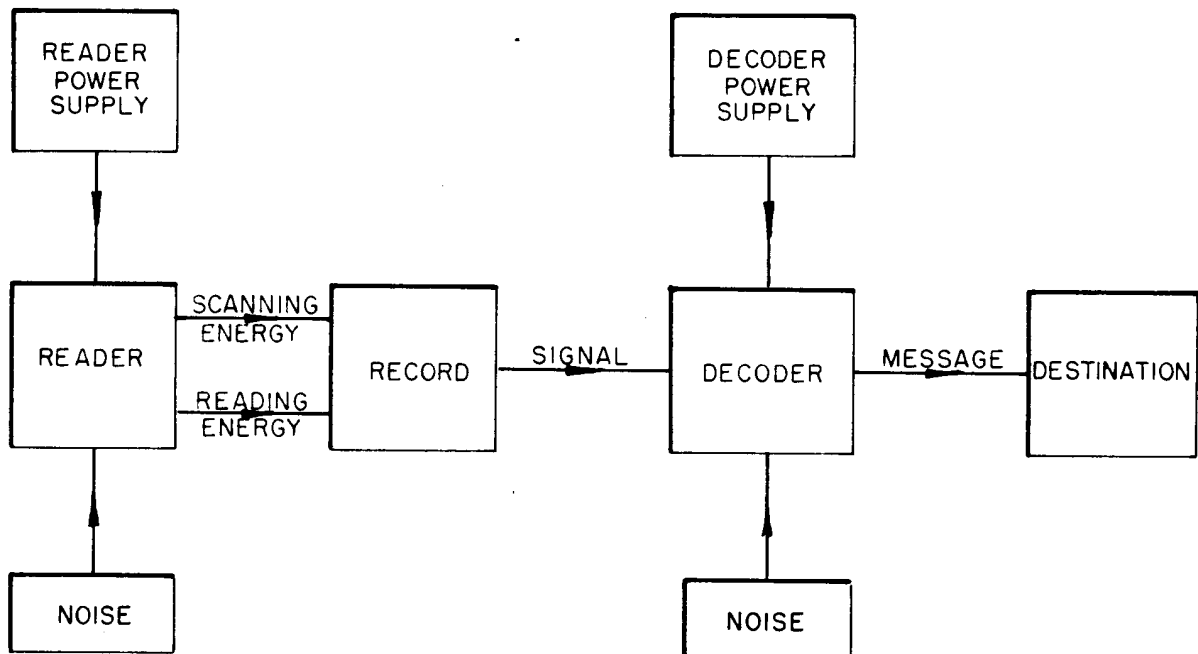 READER
POWER
SUPPLY
DECODER
POWER
SUPPLY
READER
SCANNING
ENERGY
READING
ENERGY
RECORD
SIGNAL
DECODER
MESSAGE
DESTINATION
NOISE
NOISE